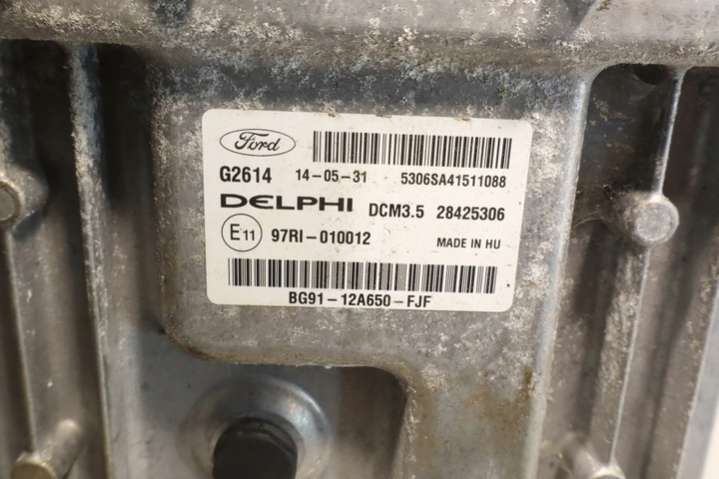 Ford
G2614 14-05-31 5306SA41511088
DELPHI DCM3.5 28425306
E11 97RI-010012 MADE IN HU
BG91-12A650-FJF